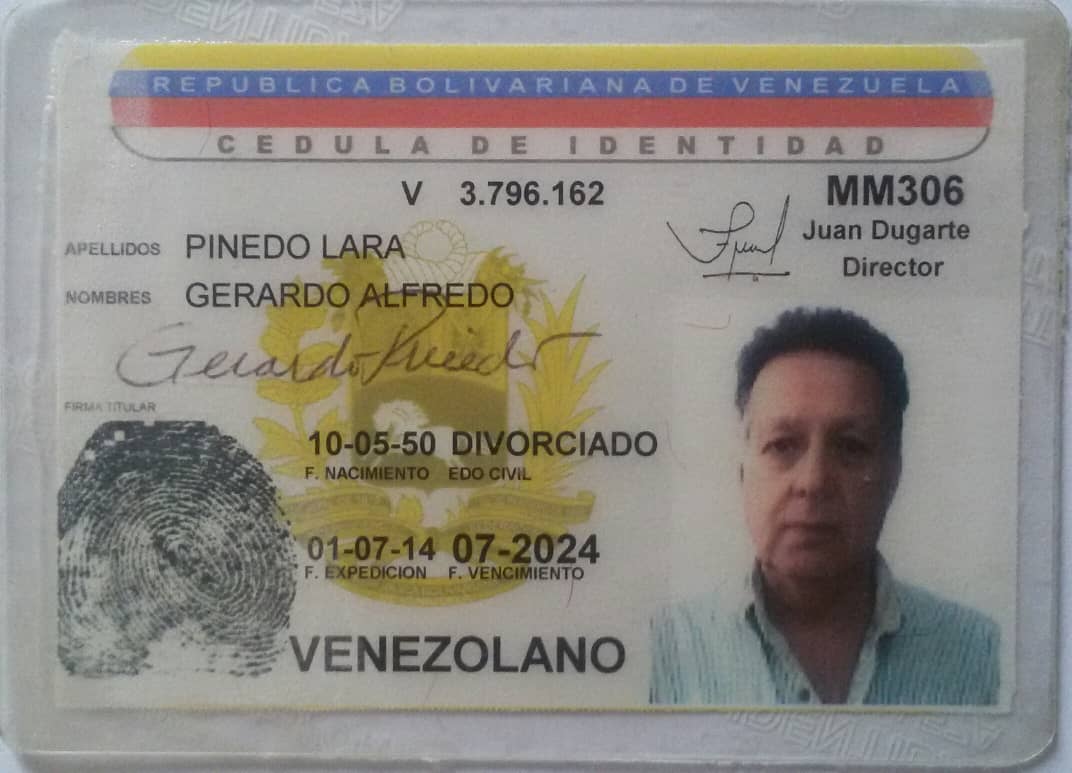 REPUBLICA BOLIVARIANA DE VENEZUELA
CEDULA DE IDENTIDAD
V 3.796.162
MM306
Juan Dugarte
Director
APELLIDOS PINEDO LARA
NOMBRES GERARDO ALFREDO
Gerardo Pinedo
FIRMA TITULAR
10-05-50 DIVORCIADO
F. NACIMIENTO EDO CIVIL
01-07-14 07-2024
F. EXPEDICION F. VENCIMIENTO
VENEZOLANO